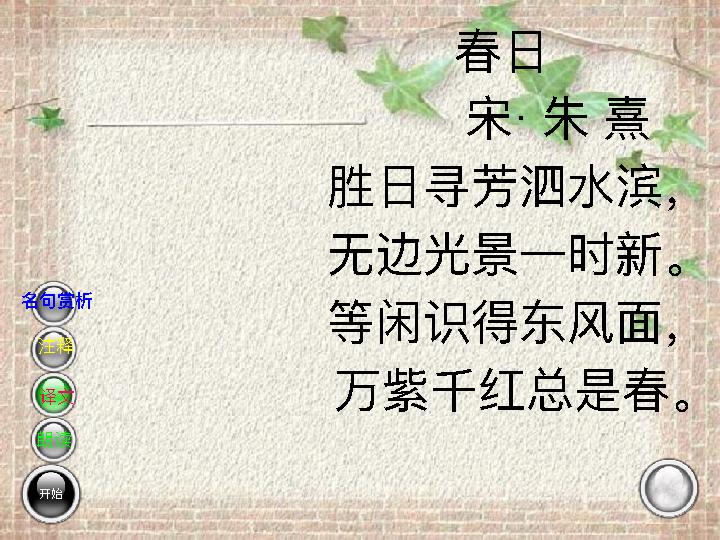 春日
宋· 朱 熹
胜日寻芳泗水滨，
无边光景一时新。
等闲识得东风面，
万紫千红总是春。
名句赏析
注释
译文
朗读
开始